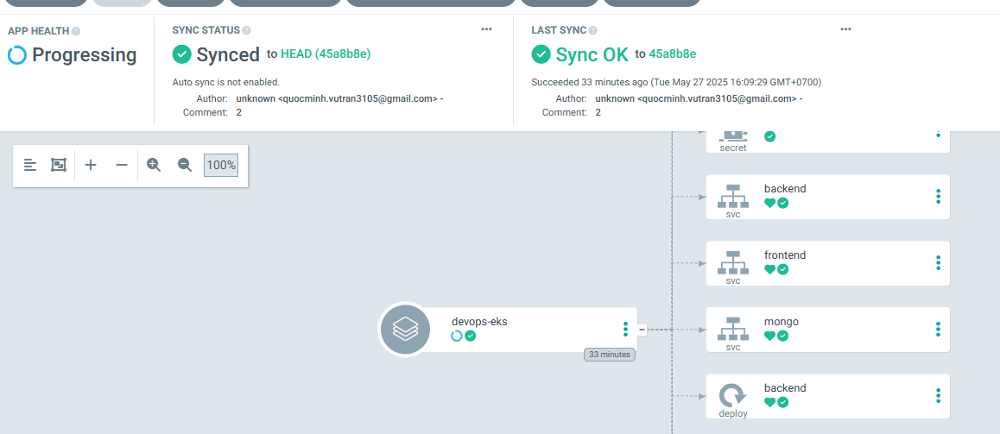 APP HEALTH
Progressing
SYNC STATUS
Synced to HEAD (45a8b8e)
Auto sync is not enabled.
Author: unknown <quocminh.vutran3105@gmail.com> -
Comment: 2
LAST SYNC
Sync OK to 45a8b8e
Succeeded 33 minutes ago (Tue May 27 2025 16:09:29 GMT+0700)
Author: unknown <quocminh.vutran3105@gmail.com> -
Comment: 2
100%
secret
backend
svc
frontend
svc
devops-eks
33 minutes
mongo
svc
backend
deploy